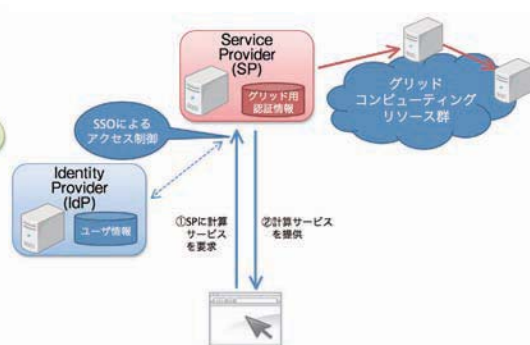 Service
Provider
(SP)
グリッド用
認証情報
グリッド
コンピューティング
リソース群
SSOによる
アクセス制御
Identity
Provider
(IdP)
ユーザ情報
①SPに計算
サービス
を要求
②計算サービス
を提供